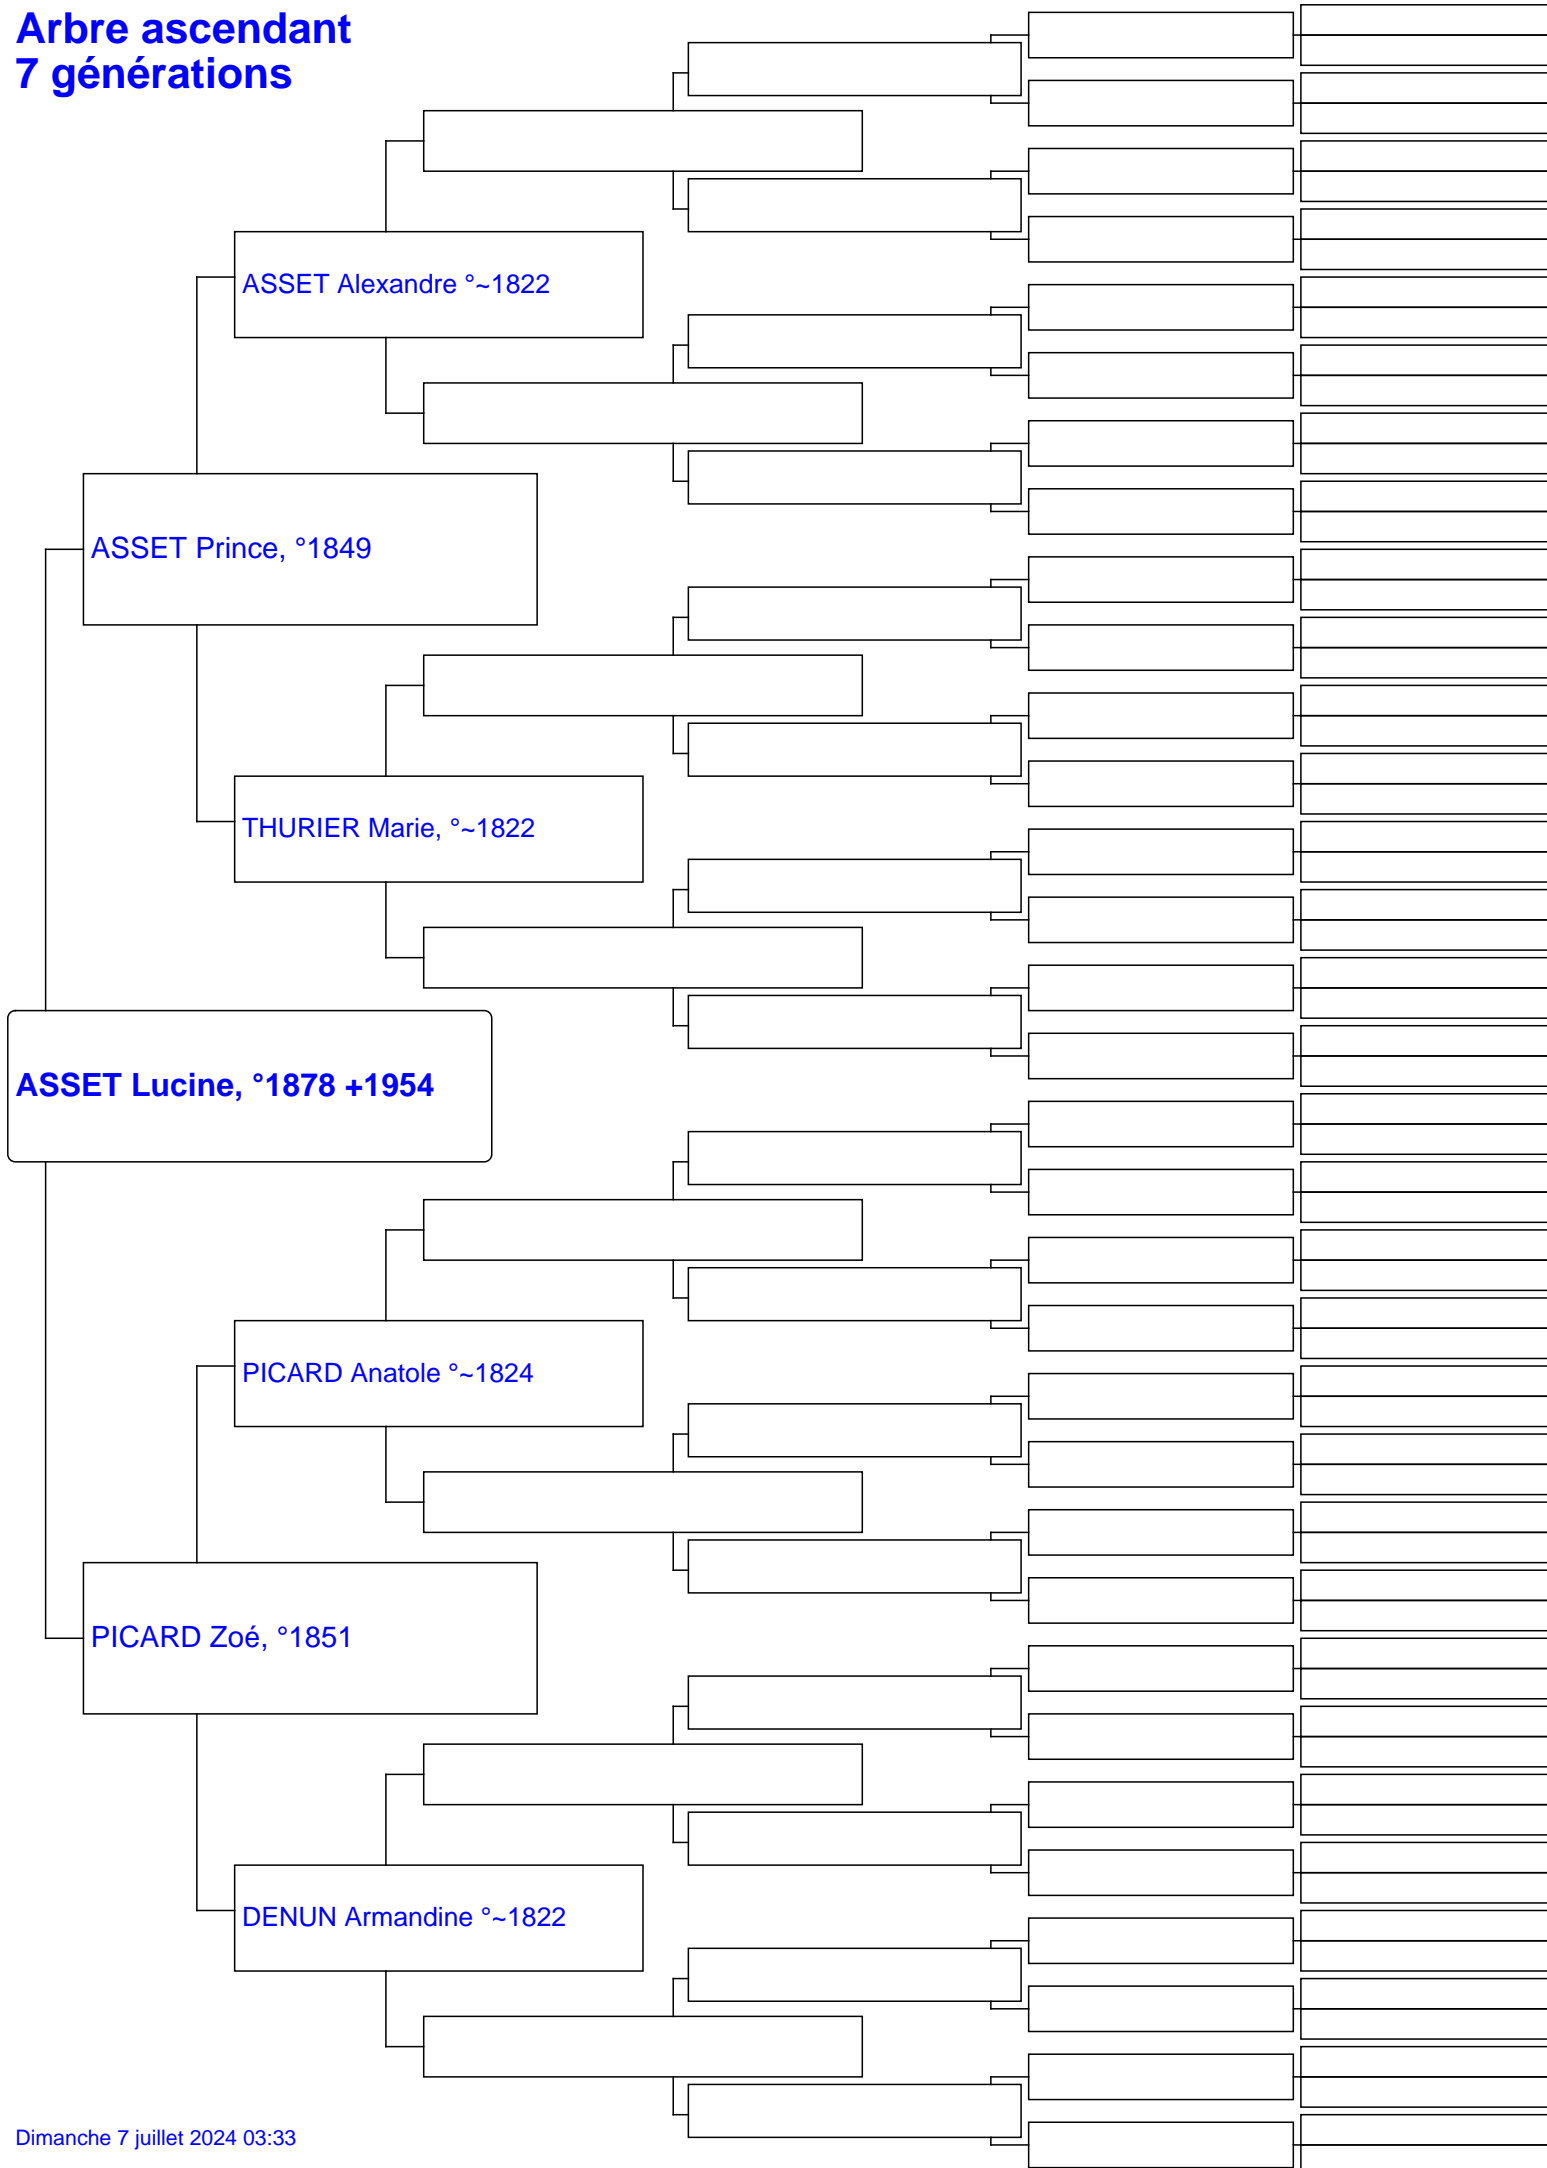 Arbre ascendant
7 générations
ASSET Alexandre °~1822
ASSET Prince, °1849
THURIER Marie, °~1822
ASSET Lucine, °1878 +1954
PICARD Anatole °~1824
PICARD Zoé, °1851
DENUN Armandine °~1822
Dimanche 7 juillet 2024 03:33